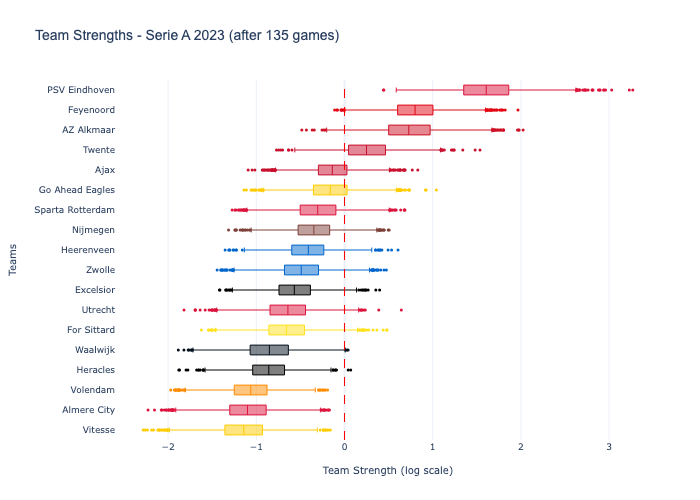 Team Strengths - Serie A 2023 (after 135 games)
PSV Eindhoven
Feyenoord
AZ Alkmaar
Twente
Ajax
Go Ahead Eagles
Sparta Rotterdam
Nijmegen
Heerenveen
Zwolle
Excelsior
Utrecht
For Sittard
Waalwijk
Heracles
Volendam
Almere City
Vitesse
Teams
−2 −1 0 1 2 3
Team Strength (log scale)